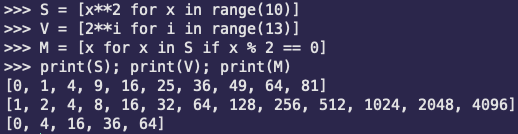 >>> S = [x**2 for x in range(10)]
>>> V = [2**i for i in range(13)]
>>> M = [x for x in S if x % 2 == 0]
>>> print(S); print(V); print(M)
[0, 1, 4, 9, 16, 25, 36, 49, 64, 81]
[1, 2, 4, 8, 16, 32, 64, 128, 256, 512, 1024, 2048, 4096]
[0, 4, 16, 36, 64]